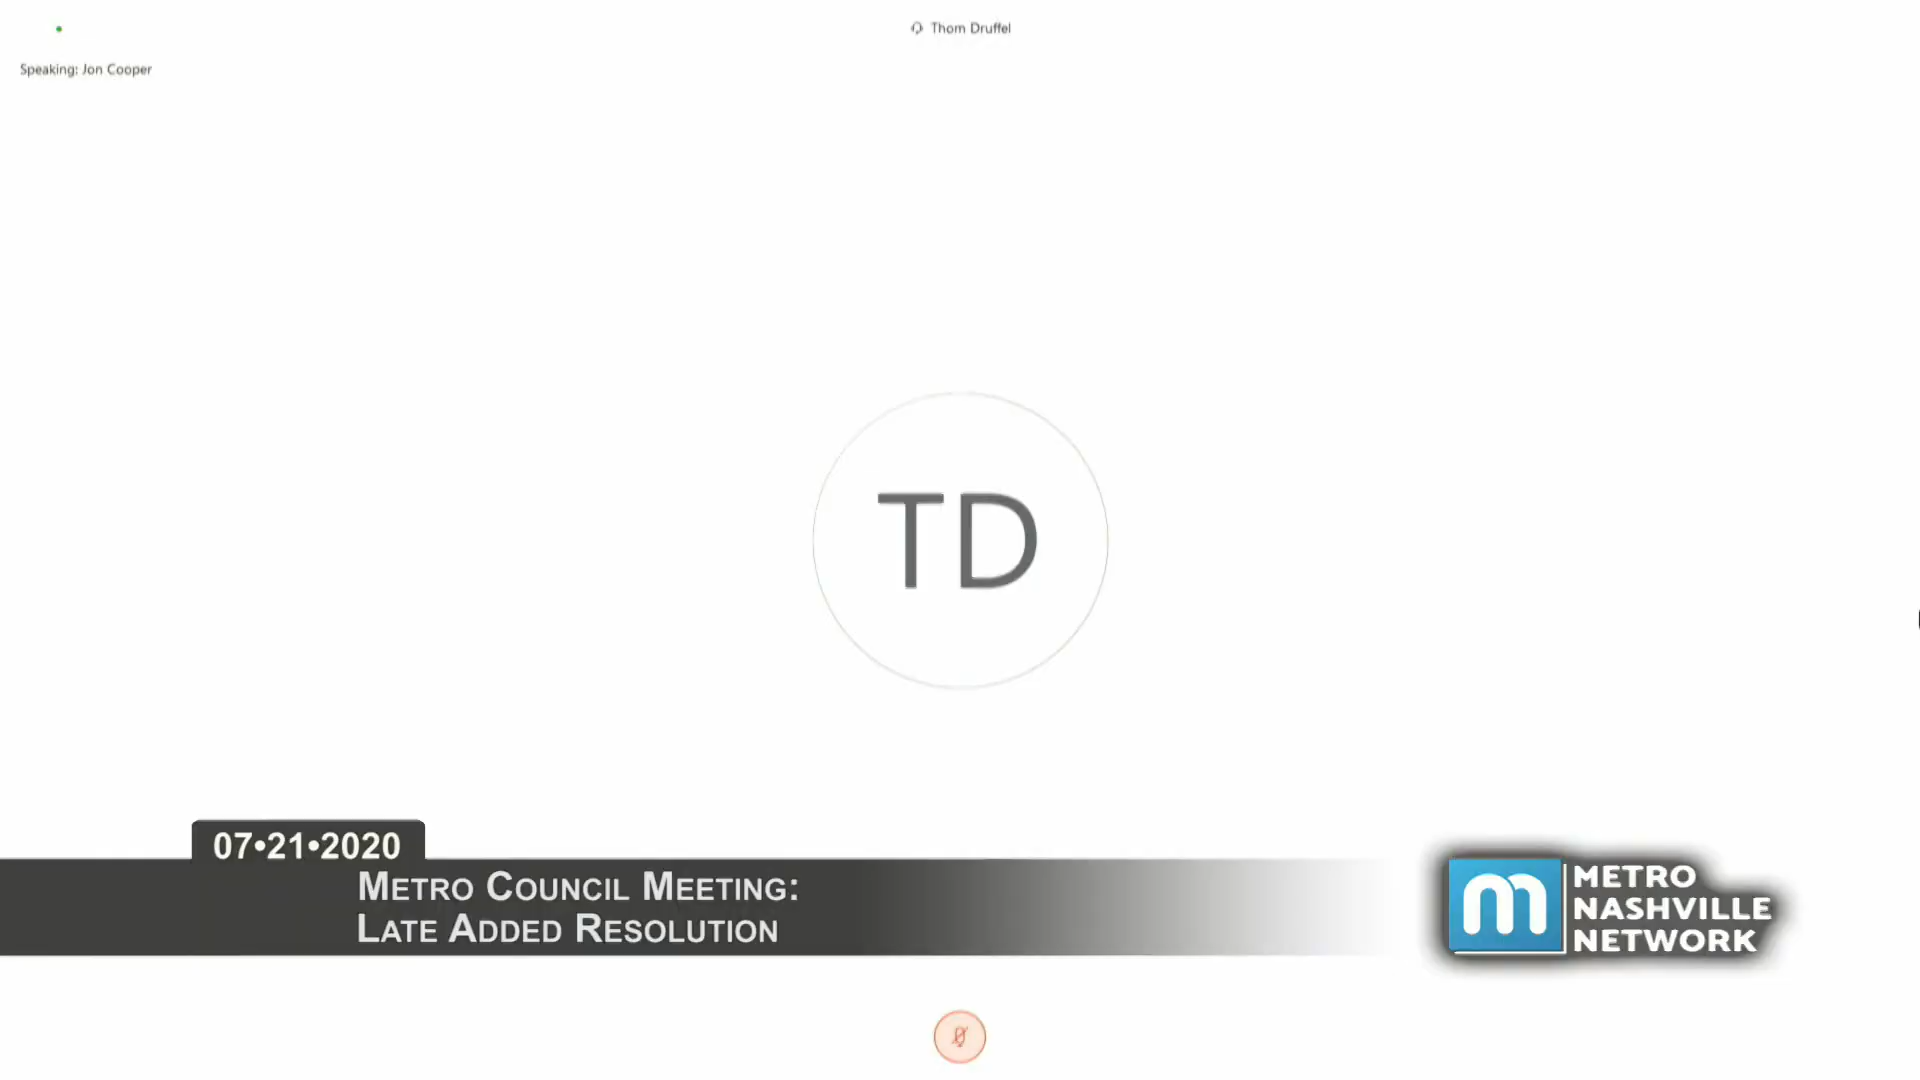 Thom Druffel
Speaking: Jon Cooper
TD
07•21•2020
METRO COUNCIL MEETING:
LATE ADDED RESOLUTION
m
METRO
NASHVILLE
NETWORK